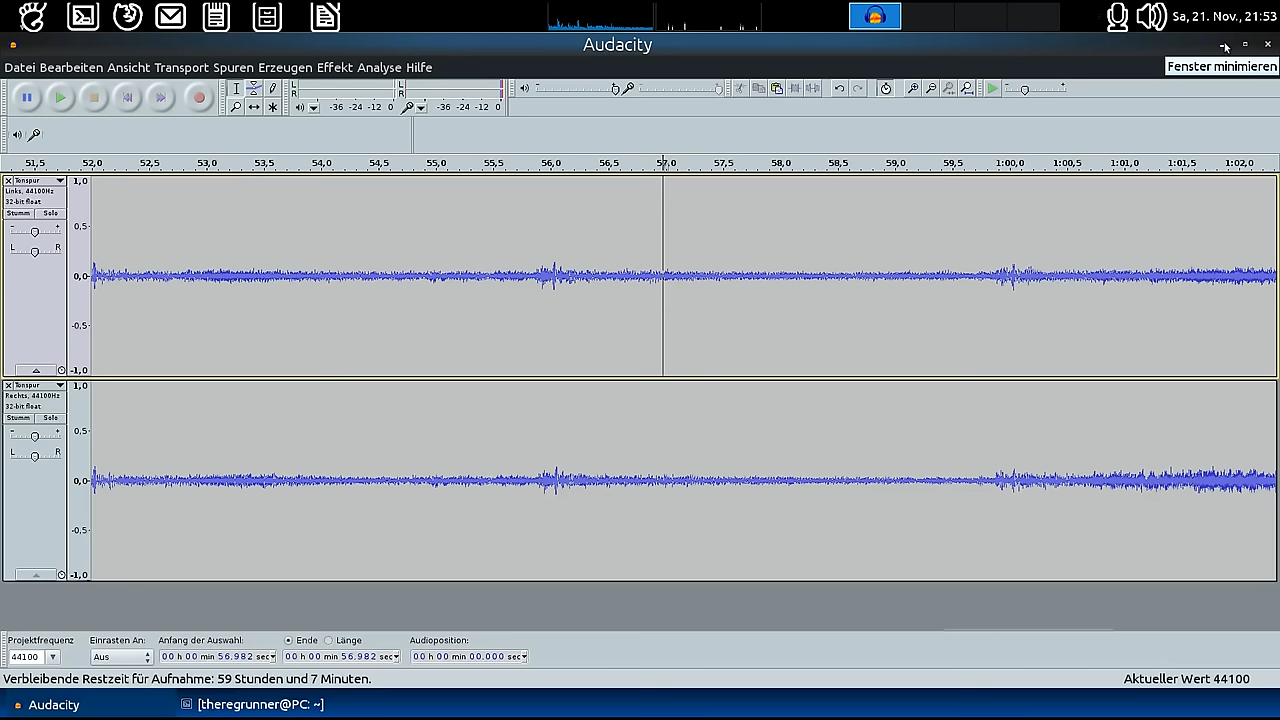 Sa, 21. Nov., 21:53
Audacity
Fenster minimieren
Datei Bearbeiten Ansicht Transport Spuren Erzeugen Effekt Analyse Hilfe
L L
R R
-36 -24 -12 0 -36 -24 -12 0
51,5 52,0 52,5 53,0 53,5 54,0 54,5 55,0 55,5 56,0 56,5 57,0 57,5 58,0 58,5 59,0 59,5 1:00,0 1:00,5 1:01,0 1:01,5 1:02,0
Tonspur 1,0
Links, 44100Hz
32-bit float
Stumm Solo
0,5-
- +
L R
0,0-
-0,5-
-1,0
Tonspur 1,0
Rechts, 44100Hz
32-bit float
Stumm Solo
0,5-
- +
L R
0,0-
-0,5-
-1,0
Projektfrequenz Einrasten An: Anfang der Auswahl: Ende Länge Audioposition:
44100 Aus 00 h 00 min 56.982 sec 00 h 00 min 56.982 sec 00 h 00 min 00.000 sec
Verbleibende Restzeit für Aufnahme: 59 Stunden und 7 Minuten. Aktueller Wert 44100
Audacity [theregrunner@PC: ~]